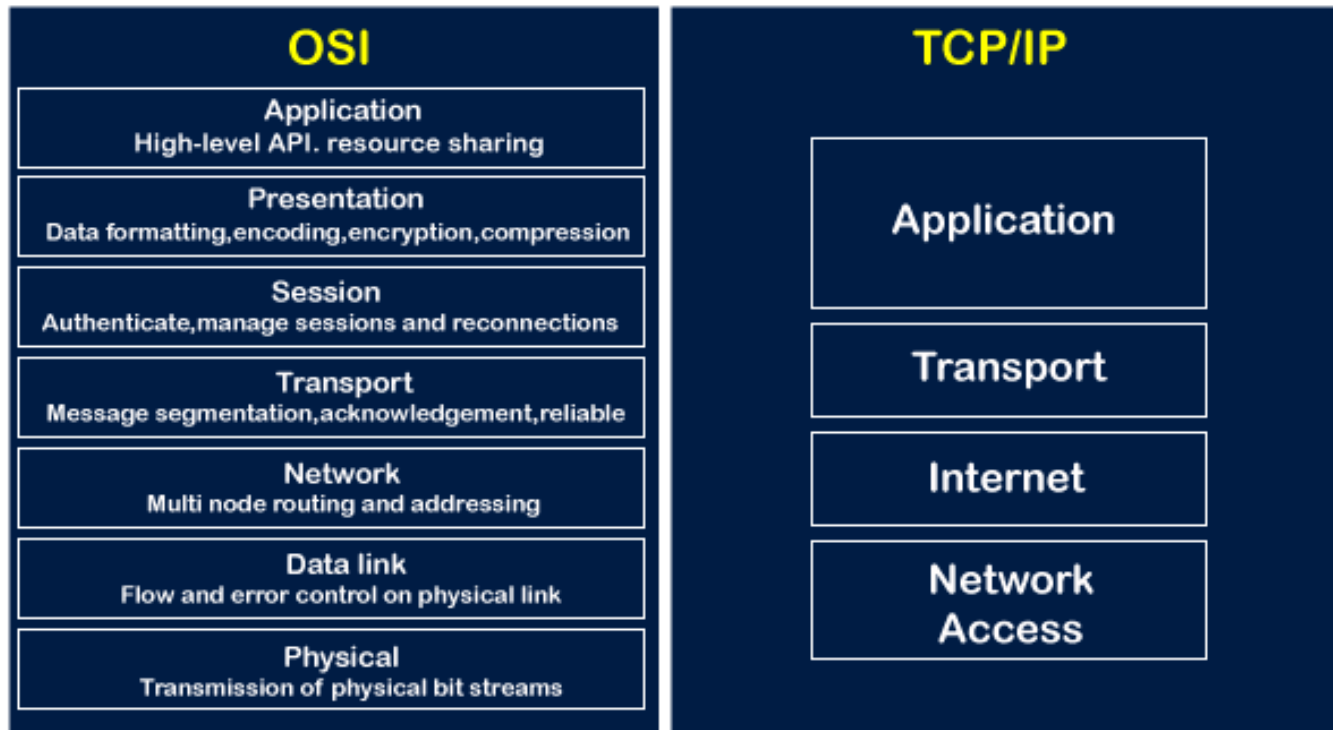 OSI
Application
High-level API. resource sharing
Presentation
Data formatting,encoding,encryption,compression
Session
Authenticate,manage sessions and reconnections
Transport
Message segmentation,acknowledgement,reliable
Network
Multi node routing and addressing
Data link
Flow and error control on physical link
Physical
Transmission of physical bit streams
TCP/IP
Application
Transport
Internet
Network
Access